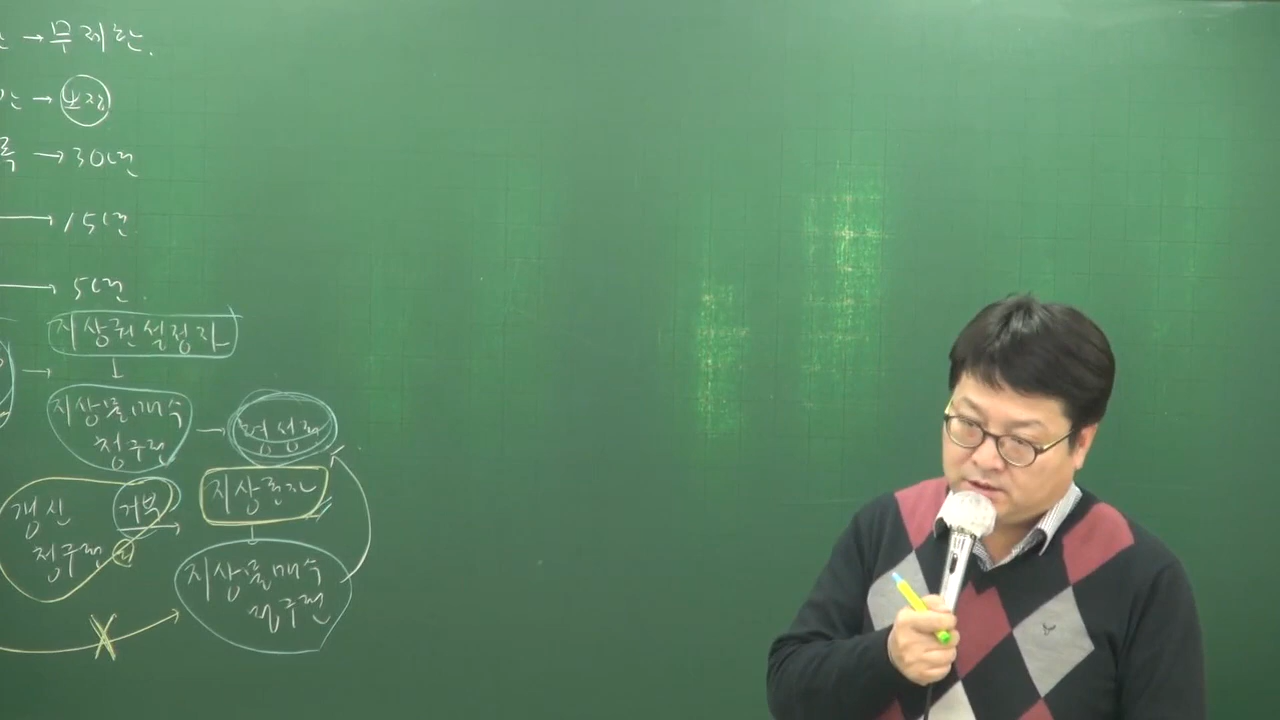 →무제한.
→보장
→30년
→15년
→5년.
지상권설정자
지상물매수
청구권
→형성권
지상권자
갱신 거부
청구권
지상물매수
청구권